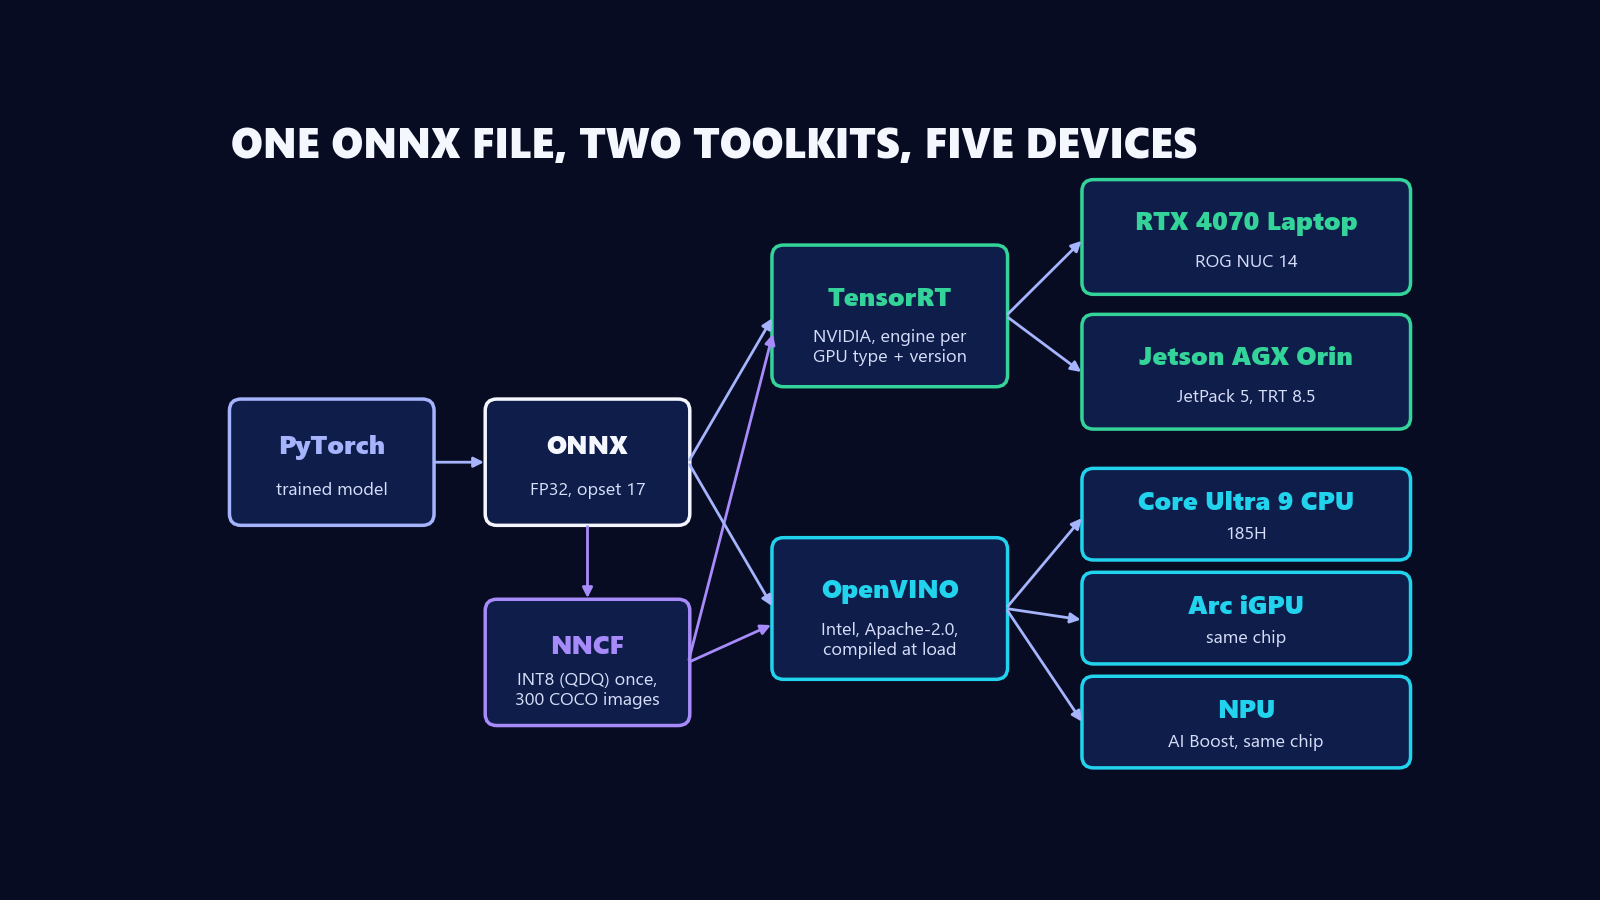 ONE ONNX FILE, TWO TOOLKITS, FIVE DEVICES
PyTorch
trained model
ONNX
FP32, opset 17
NNCF
INT8 (QDQ) once,
300 COCO images
TensorRT
NVIDIA, engine per
GPU type + version
OpenVINO
Intel, Apache-2.0,
compiled at load
RTX 4070 Laptop
ROG NUC 14
Jetson AGX Orin
JetPack 5, TRT 8.5
Core Ultra 9 CPU
185H
Arc iGPU
same chip
NPU
AI Boost, same chip